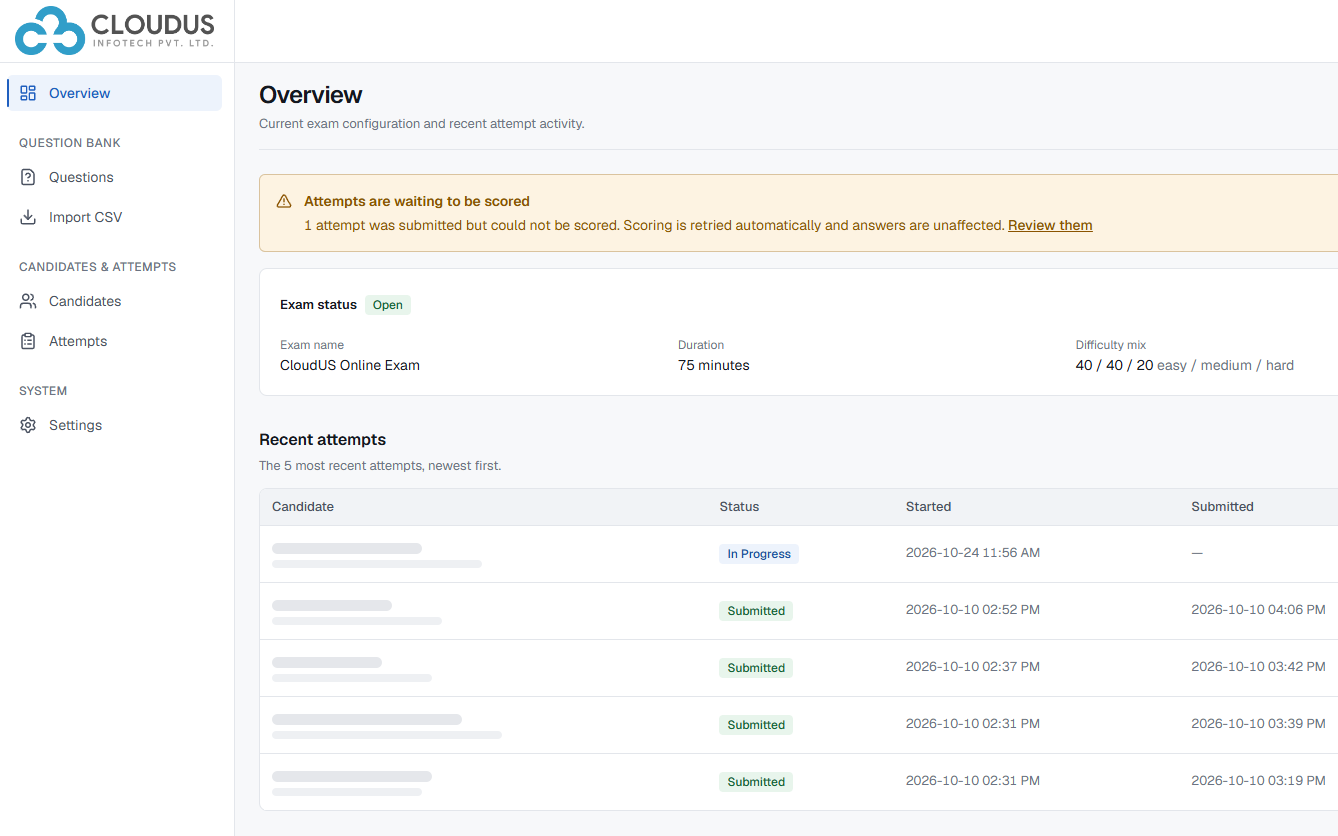 CLOUDUS
INFOTECH PVT. LTD.
Overview
QUESTION BANK
Questions
Import CSV
CANDIDATES & ATTEMPTS
Candidates
Attempts
SYSTEM
Settings
Overview
Current exam configuration and recent attempt activity.
Attempts are waiting to be scored
1 attempt was submitted but could not be scored. Scoring is retried automatically and answers are unaffected. Review them
Exam status Open
Exam name Duration Difficulty mix
CloudUS Online Exam 75 minutes 40 / 40 / 20 easy / medium / hard
Recent attempts
The 5 most recent attempts, newest first.
Candidate Status Started Submitted
In Progress 2026-10-24 11:56 AM —
Submitted 2026-10-10 02:52 PM 2026-10-10 04:06 PM
Submitted 2026-10-10 02:37 PM 2026-10-10 03:42 PM
Submitted 2026-10-10 02:31 PM 2026-10-10 03:39 PM
Submitted 2026-10-10 02:31 PM 2026-10-10 03:19 PM